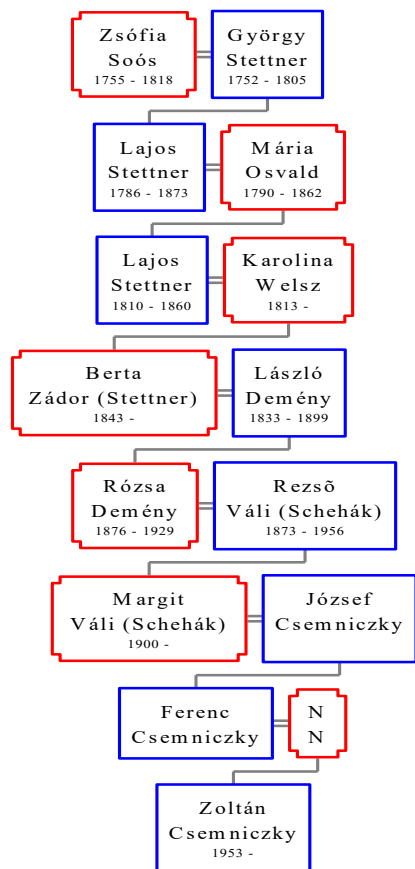 Zsófia
Soós
1755 - 1818
György
Stettner
1752 - 1805
Lajos
Stettner
1786 - 1873
Mária
Osvald
1790 - 1862
Lajos
Stettner
1810 - 1860
Karolina
Welsz
1813 -
Berta
Zádor (Stettner)
1843 -
László
Demény
1833 - 1899
Rózsa
Demény
1876 - 1929
Rezsõ
Váli (Schehák)
1873 - 1956
Margit
Váli (Schehák)
1900 -
József
Csemniczky
Ferenc
Csemniczky
N
N
Zoltán
Csemniczky
1953 -